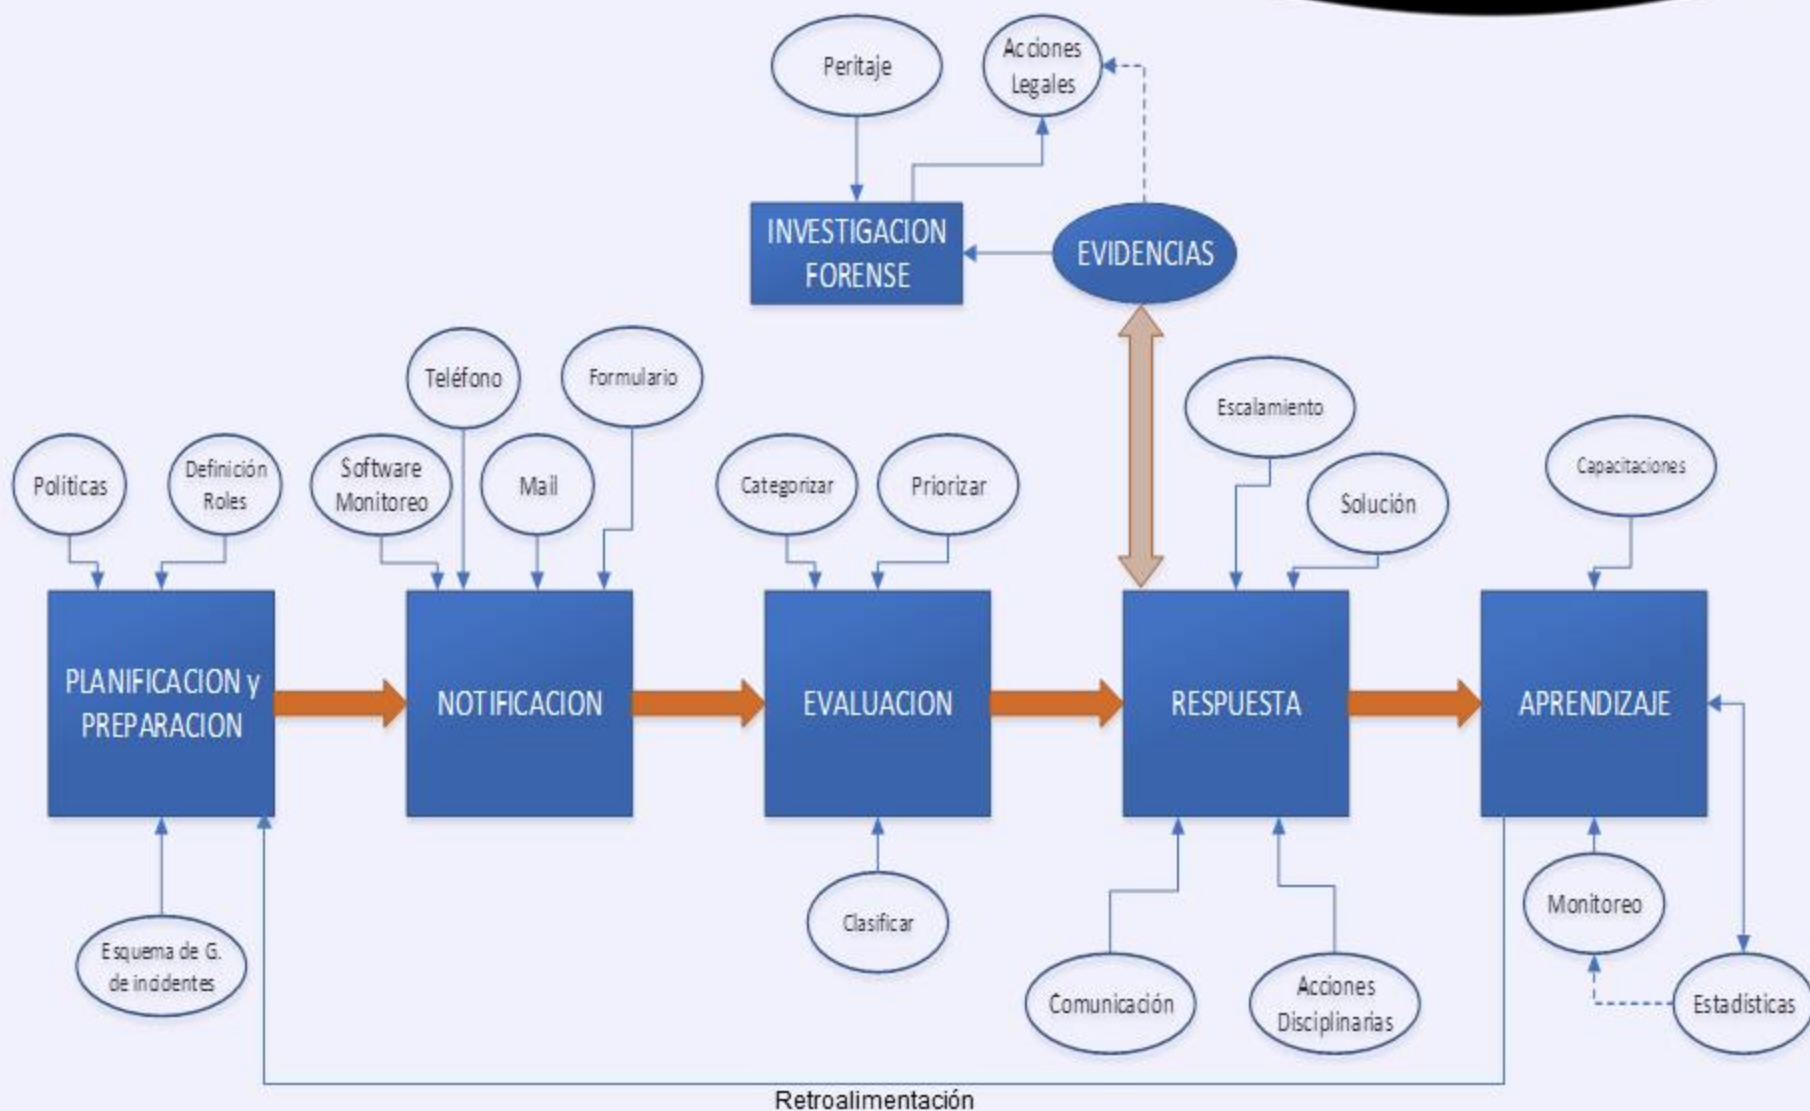 Peritaje
Acciones
Legales
INVESTIGACION
FORENSE
EVIDENCIAS
Teléfono
Formulario
Escalamiento
Políticas
Definición
Roles
Software
Monitoreo
Mail
Categorizar
Priorizar
Solución
Capacitaciones
PLANIFICACION y
PREPARACION
NOTIFICACION
EVALUACION
RESPUESTA
APRENDIZAJE
Esquema de G.
de incidentes
Clasificar
Comunicación
Acciones
Disciplinarias
Monitoreo
Estadísticas
Retroalimentación